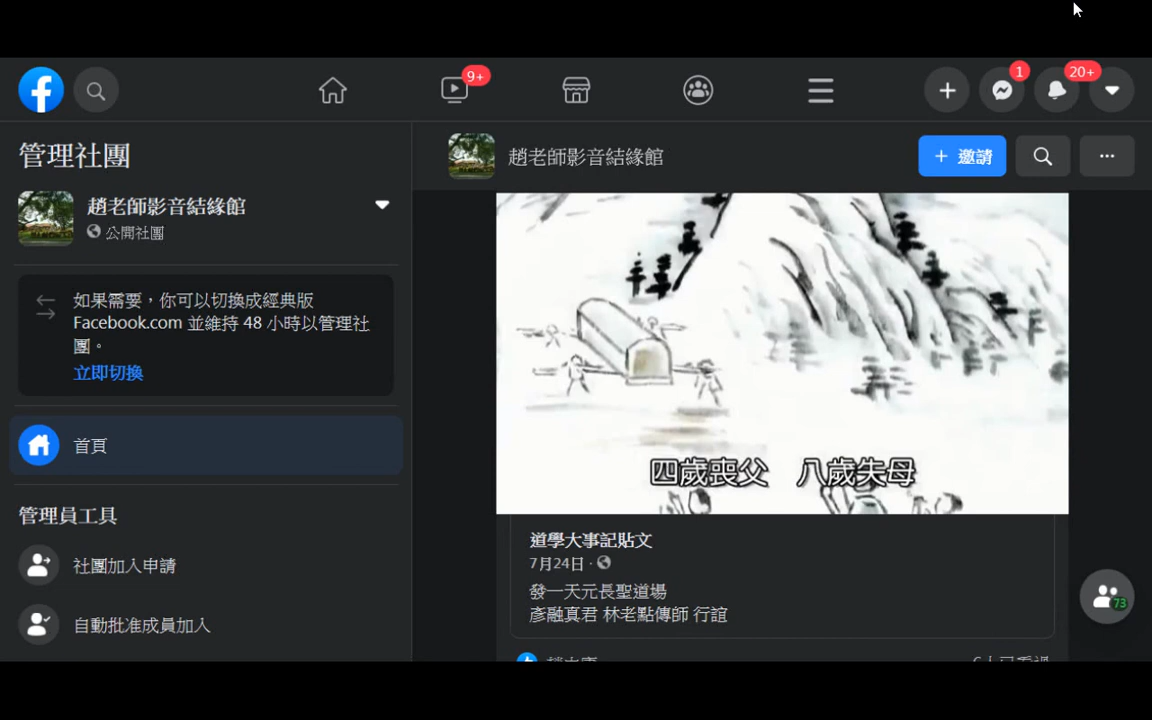 9+
1
20+
管理社團
趙老師影音結緣館
公開社團
如果需要，你可以切換成經典版
Facebook.com 並維持 48 小時以管理社
團。
立即切換
首頁
管理員工具
社團加入申請
自動批准成員加入
趙老師影音結緣館
+ 邀請
四歲喪父 八歲失母
道學大事記貼文
7月24日 ·
發一天元長聖道場
彥融真君 林老點傳師 行誼
73